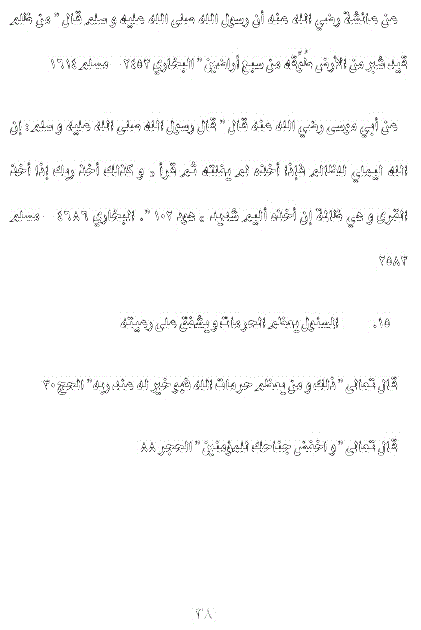 عن عائشة رضي الله عنه أن رسول الله صلى الله عليه و سلم قال " من ظلم
قيد شبر من الأرض طُوِّقه من سبع أراضين " البخاري ٢٤٥٣ – مسلم ١٦١٤
عن أبي موسى رضي الله عنه قال " قال رسول الله صلى الله عليه و سلم : إن
الله ليملي للظالم فإذا أخذه لم يفلته ثم قرأ ـ و كذلك أخذ ربك إذا أخذ
القرى و هي ظالمة إن أخذه أليم شديد ـ هود ١٠٢ ". البخاري ٤٦٨٦ – مسلم
٢٥٨٣
١٥. المسئول يعظم الحرمات و يشفق على رعيته
قال تعالى " ذلك و من يعظم حرمات الله فهو خير له عند ربه " الحج ٣٠
قال تعالى " و اخفض جناحك للمؤمنين " الحجر ٨٨
٣٨